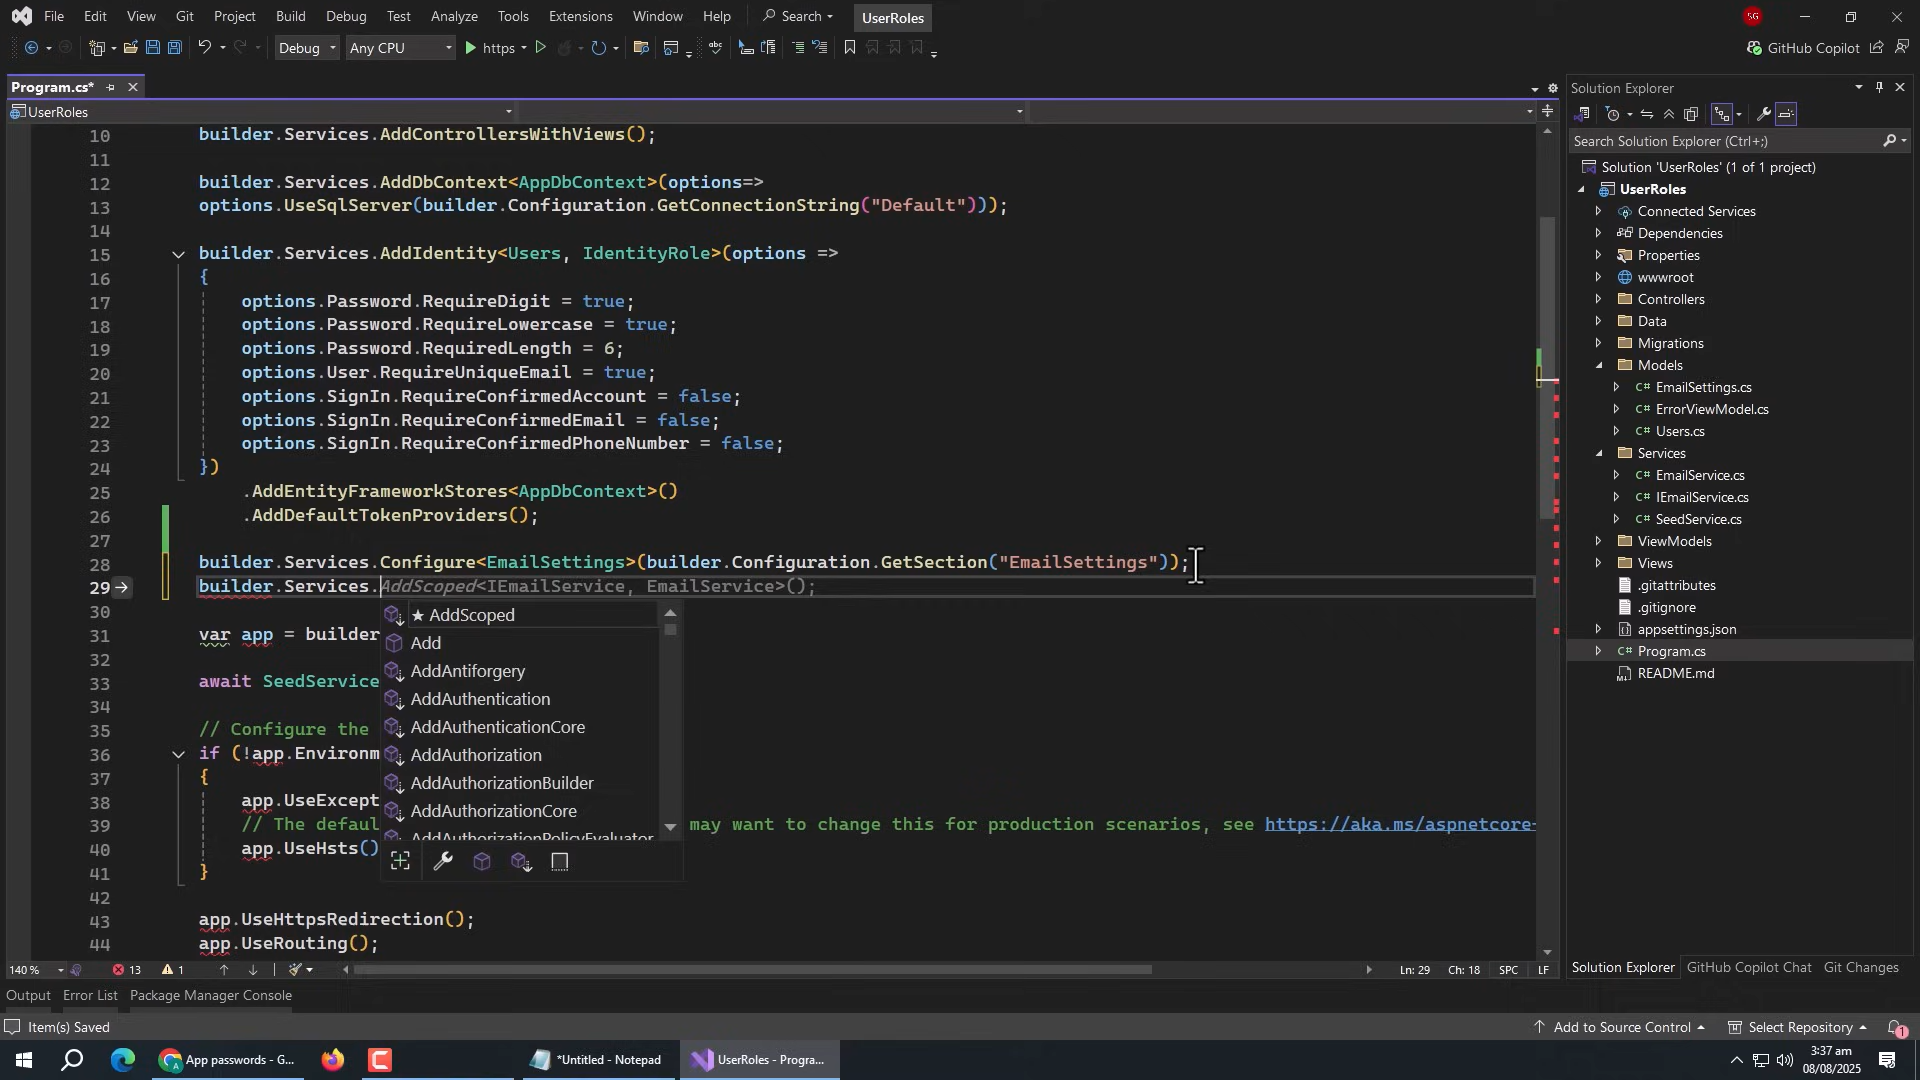 File Edit View Git Project Build Debug Test Analyze Tools Extensions Window Help Search UserRoles SG
Debug Any CPU https GitHub Copilot
Program.cs*
UserRoles
10 builder.Services.AddControllersWithViews();
11
12 builder.Services.AddDbContext<AppDbContext>(options=>
13 options.UseSqlServer(builder.Configuration.GetConnectionString("Default")));
14
15 builder.Services.AddIdentity<Users, IdentityRole>(options =>
16 {
17 options.Password.RequireDigit = true;
18 options.Password.RequireLowercase = true;
19 options.Password.RequiredLength = 6;
20 options.User.RequireUniqueEmail = true;
21 options.SignIn.RequireConfirmedAccount = false;
22 options.SignIn.RequireConfirmedEmail = false;
23 options.SignIn.RequireConfirmedPhoneNumber = false;
24 })
25 .AddEntityFrameworkStores<AppDbContext>()
26 .AddDefaultTokenProviders();
27
28 builder.Services.Configure<EmailSettings>(builder.Configuration.GetSection("EmailSettings"));
29 builder.Services.AddScoped<IEmailService, EmailService>();
30
31 var app = builder
32
33 await SeedService
34
35 // Configure the
36 if (!app.Environm
37 {
38 app.UseExcept
39 // The defaul may want to change this for production scenarios, see https://aka.ms/aspnetcore-
40 app.UseHsts()
41 }
42
43 app.UseHttpsRedirection();
44 app.UseRouting();
★ AddScoped
Add
AddAntiforgery
AddAuthentication
AddAuthenticationCore
AddAuthorization
AddAuthorizationBuilder
AddAuthorizationCore
AddAuthorizationPolicyEvaluator
140 % 13 1 Ln: 29 Ch: 18 SPC LF
Solution Explorer
Search Solution Explorer (Ctrl+;)
Solution 'UserRoles' (1 of 1 project)
UserRoles
Connected Services
Dependencies
Properties
wwwroot
Controllers
Data
Migrations
Models
C# EmailSettings.cs
C# ErrorViewModel.cs
C# Users.cs
Services
C# EmailService.cs
C# IEmailService.cs
C# SeedService.cs
ViewModels
Views
.gitattributes
.gitignore
appsettings.json
C# Program.cs
README.md
Solution Explorer GitHub Copilot Chat Git Changes
Output Error List Package Manager Console
Item(s) Saved Add to Source Control Select Repository 1
App passwords - G... *Untitled - Notepad UserRoles - Progra... 3:37 am
08/08/2025